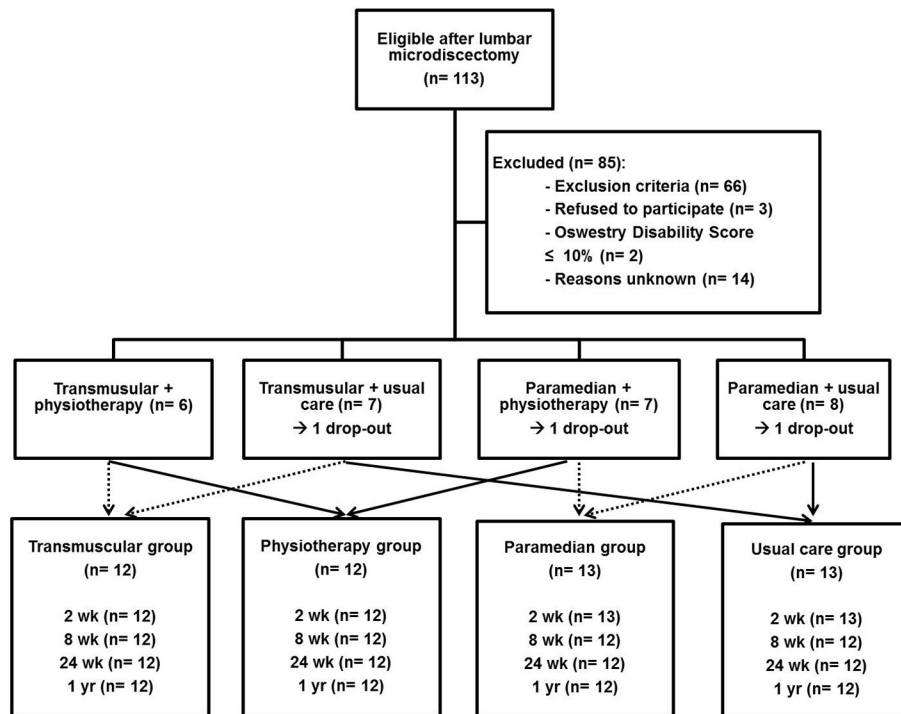 Eligible after lumbar
microdiscectomy
(n= 113)
Excluded (n= 85):
- Exclusion criteria (n= 66)
- Refused to participate (n= 3)
- Oswestry Disability Score
≤ 10% (n= 2)
- Reasons unknown (n= 14)
Transmusular +
physiotherapy (n= 6)
Transmusular + usual
care (n= 7)
→ 1 drop-out
Paramedian +
physiotherapy (n= 7)
→ 1 drop-out
Paramedian + usual
care (n= 8)
→ 1 drop-out
Transmuscular group
(n= 12)
2 wk (n= 12)
8 wk (n= 12)
24 wk (n= 12)
1 yr (n= 12)
Physiotherapy group
(n= 12)
2 wk (n= 12)
8 wk (n= 12)
24 wk (n= 12)
1 yr (n= 12)
Paramedian group
(n= 13)
2 wk (n= 13)
8 wk (n= 12)
24 wk (n= 12)
1 yr (n= 12)
Usual care group
(n= 13)
2 wk (n= 13)
8 wk (n= 12)
24 wk (n= 12)
1 yr (n= 12)